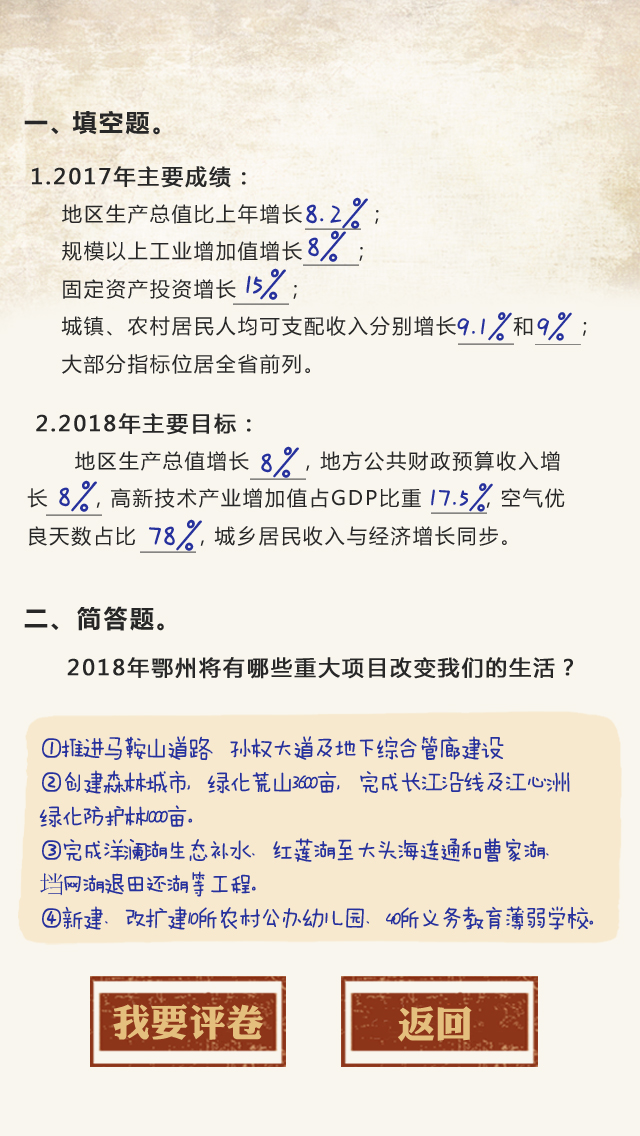 一、填空题。
1.2017年主要成绩：
地区生产总值比上年增长8.2%；
规模以上工业增加值增长8%；
固定资产投资增长15%；
城镇、农村居民人均可支配收入分别增长9.1%和9%；
大部分指标位居全省前列。
2.2018年主要目标：
地区生产总值增长8%，地方公共财政预算收入增
长8%，高新技术产业增加值占GDP比重17.5%，空气优
良天数占比78%，城乡居民收入与经济增长同步。
二、简答题。
2018年鄂州将有哪些重大项目改变我们的生活？
①推进马鞍山道路、孙权大道及地下综合管廊建设
②创建森林城市，绿化荒山3600亩，完成长江沿线及江心洲
绿化防护林1000亩。
③完成洋澜湖生态补水、红莲湖至大头海连通和曹家湖、
垱网湖退田还湖等工程。
④新建、改扩建10所农村公办幼儿园、40所义务教育薄弱学校。
我要评卷
返回